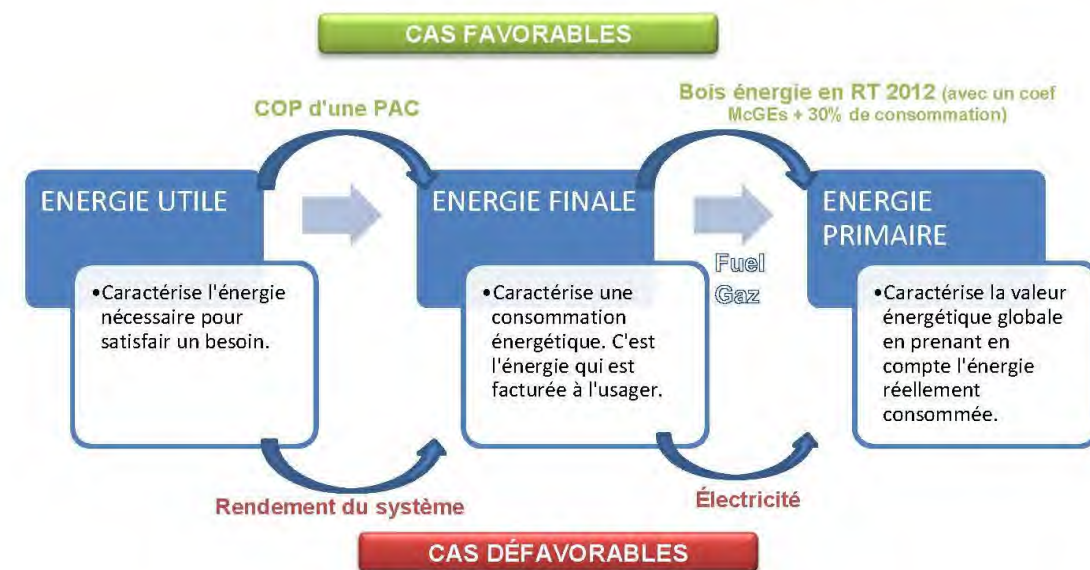 CAS FAVORABLES
COP d'une PAC
Bois énergie en RT 2012 (avec un coef
McGEs + 30% de consommation)
ENERGIE UTILE
•Caractérise l'énergie
nécessaire pour
satisfair un besoin.
ENERGIE FINALE
•Caractérise une
consommation
énergétique. C'est
l'énergie qui est
facturée à l'usager.
Fuel
Gaz
ENERGIE
PRIMAIRE
•Caractérise la valeur
énergétique globale
en prenant en
compte l'énergie
réellement
consommée.
Rendement du système
Électricité
CAS DÉFAVORABLES